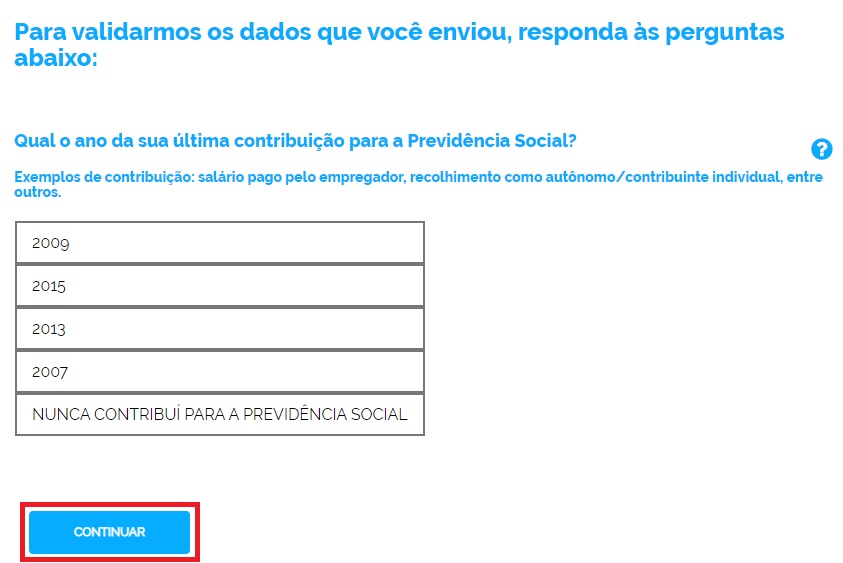 Para validarmos os dados que você enviou, responda às perguntas
abaixo:
Qual o ano da sua última contribuição para a Previdência Social?
?
Exemplos de contribuição: salário pago pelo empregador, recolhimento como autônomo/contribuinte individual, entre
outros.
2009
2015
2013
2007
NUNCA CONTRIBUÍ PARA A PREVIDÊNCIA SOCIAL
CONTINUAR